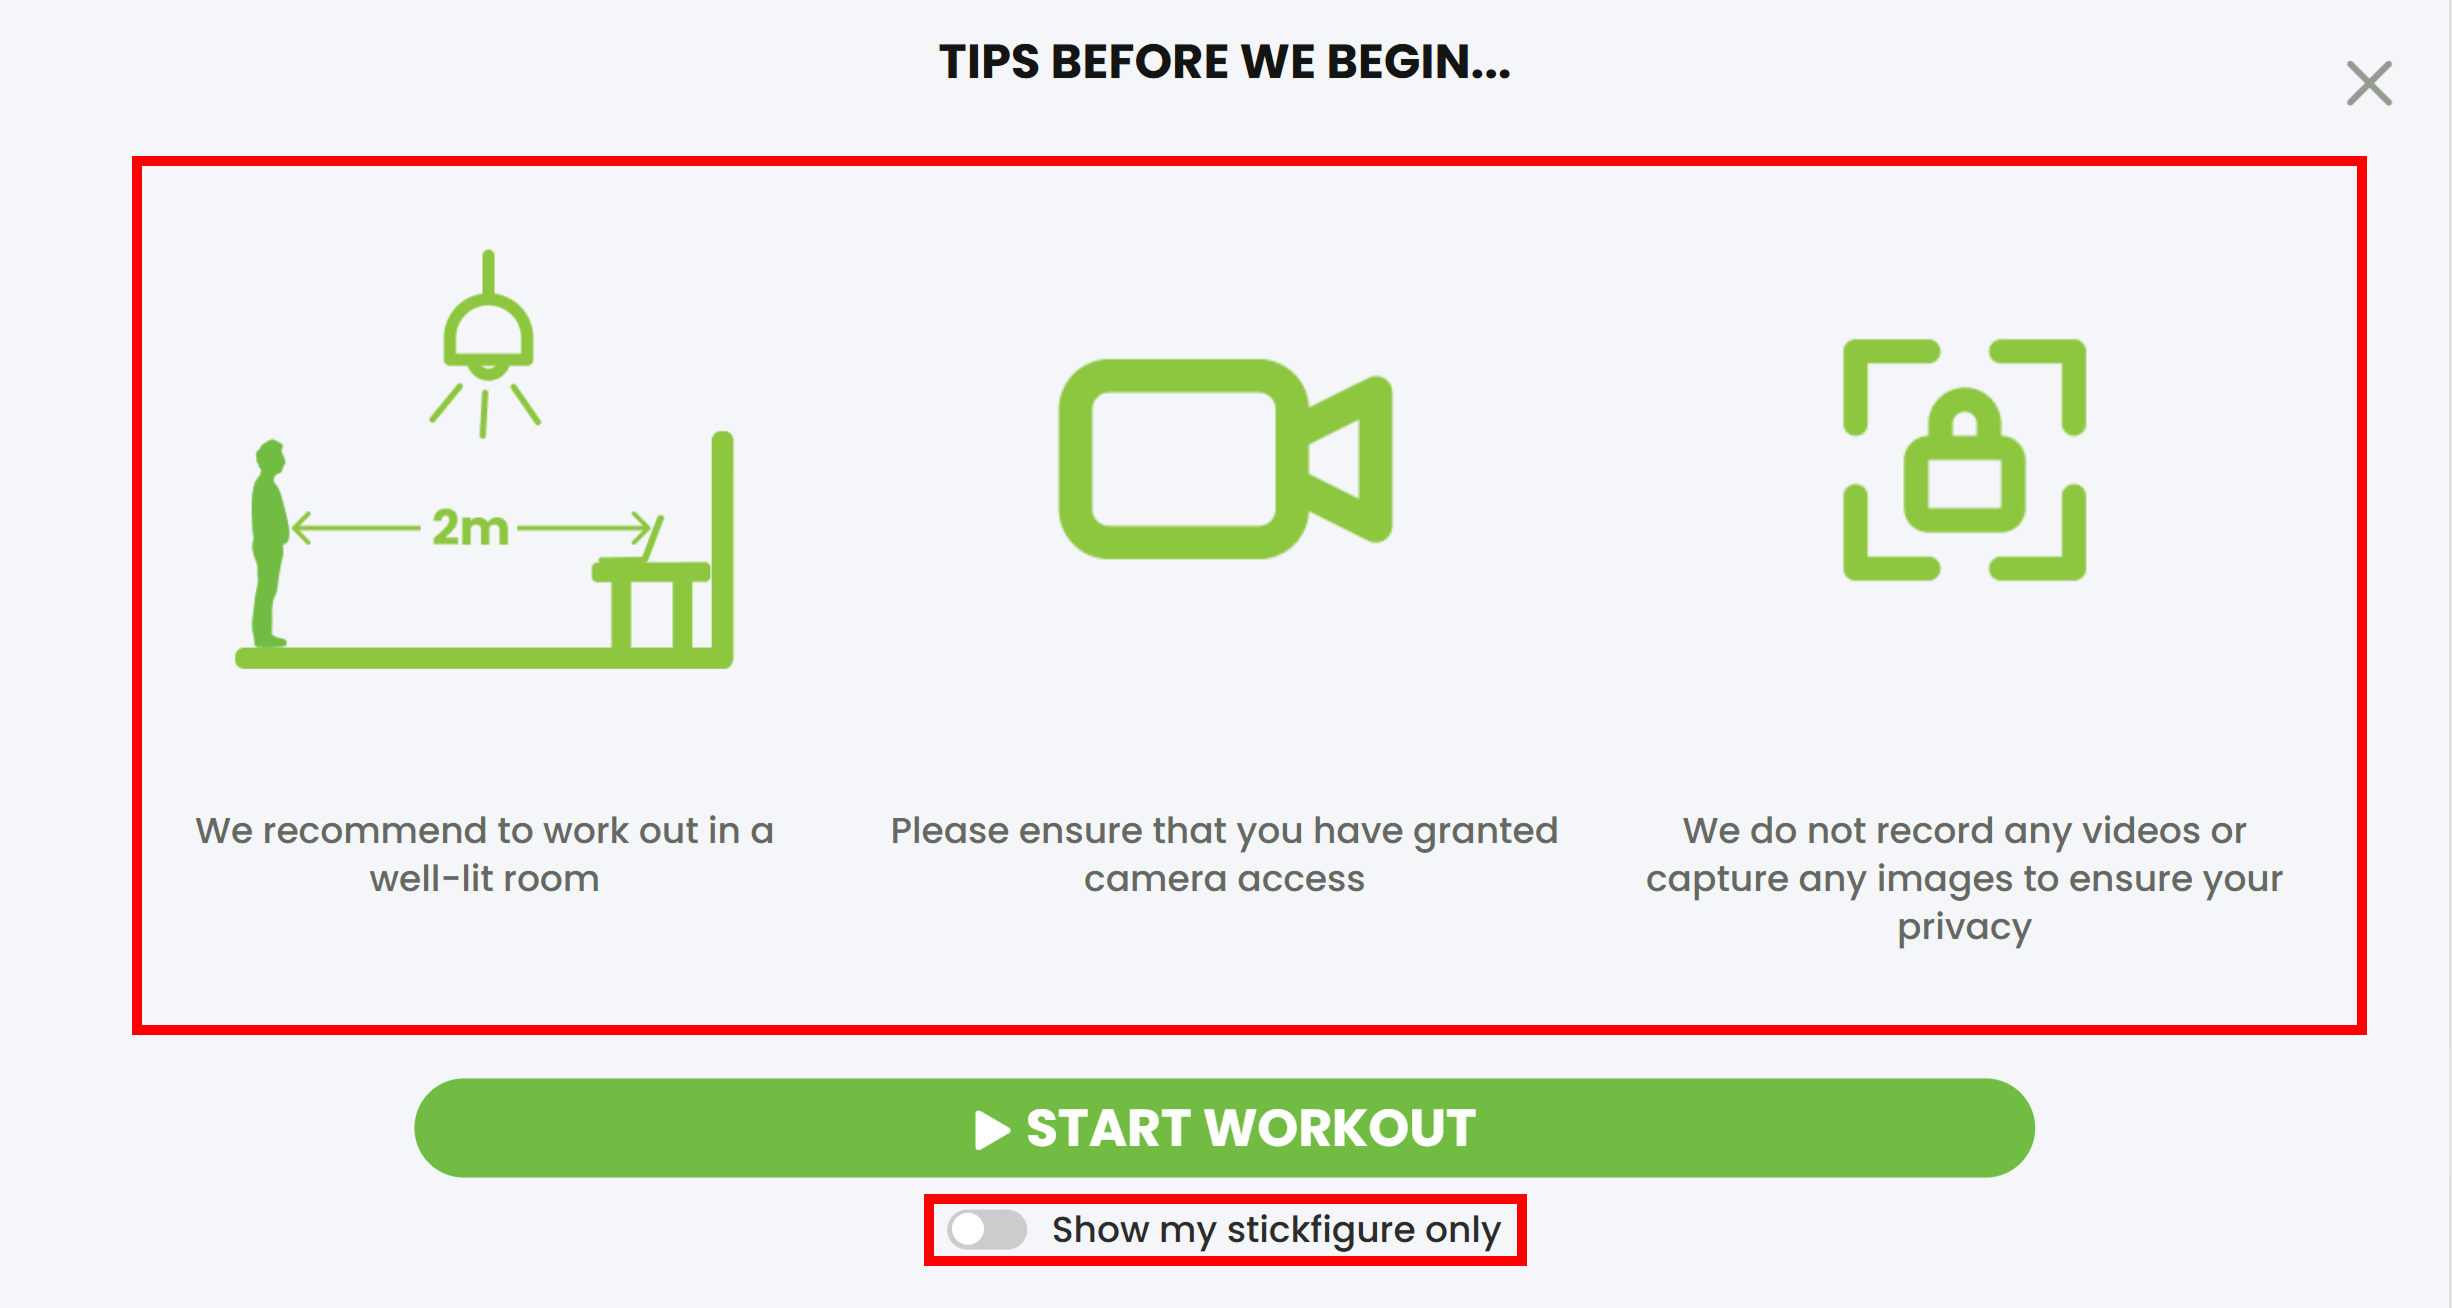 TIPS BEFORE WE BEGIN...
2m
We recommend to work out in a
well-lit room
Please ensure that you have granted
camera access
We do not record any videos or
capture any images to ensure your
privacy
START WORKOUT
Show my stickfigure only